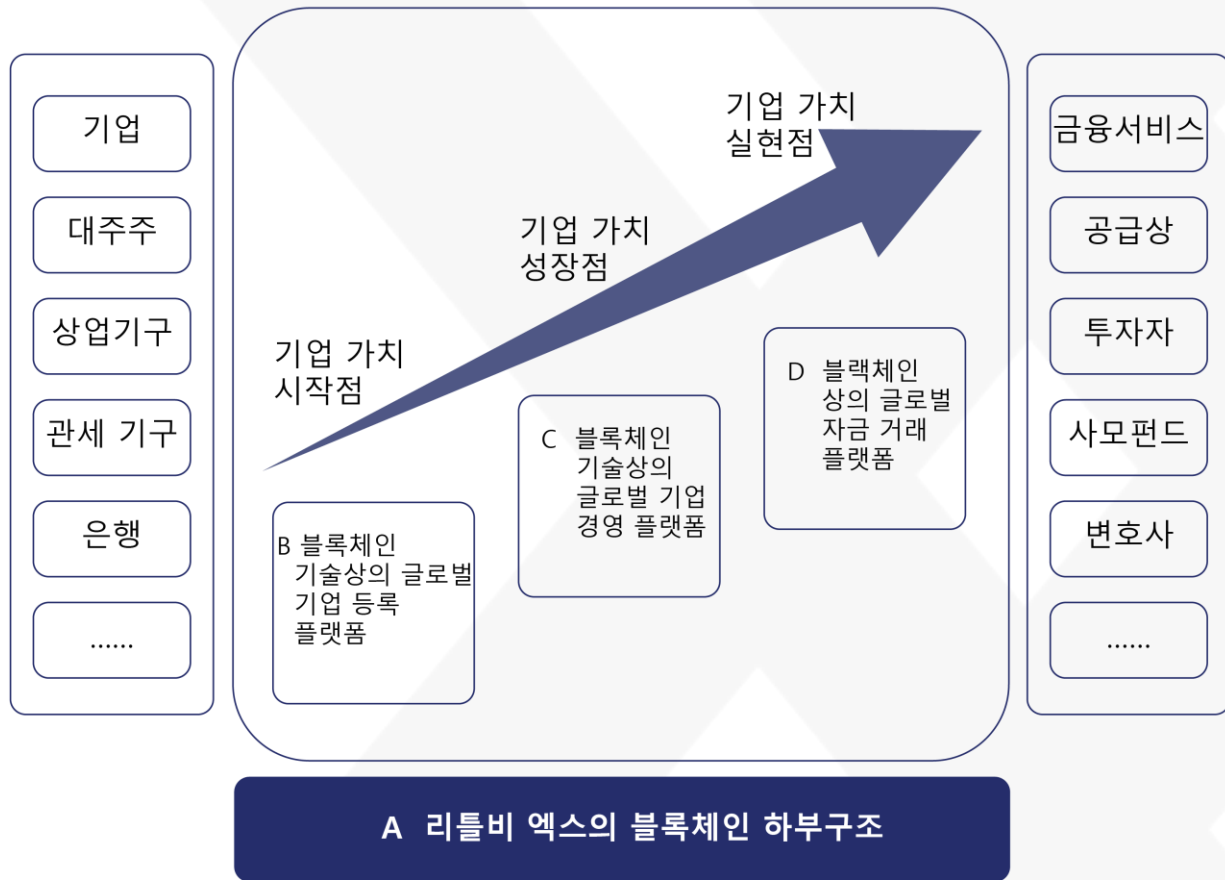 기업
대주주
상업기구
관세 기구
은행
......
기업 가치
시작점
기업 가치
성장점
기업 가치
실현점
B 블록체인
기술상의 글로벌
기업 등록
플랫폼
C 블록체인
기술상의
글로벌 기업
경영 플랫폼
D 블랙체인
상의 글로벌
자금 거래
플랫폼
금융서비스
공급상
투자자
사모펀드
변호사
......
A 리틀비 엑스의 블록체인 하부구조